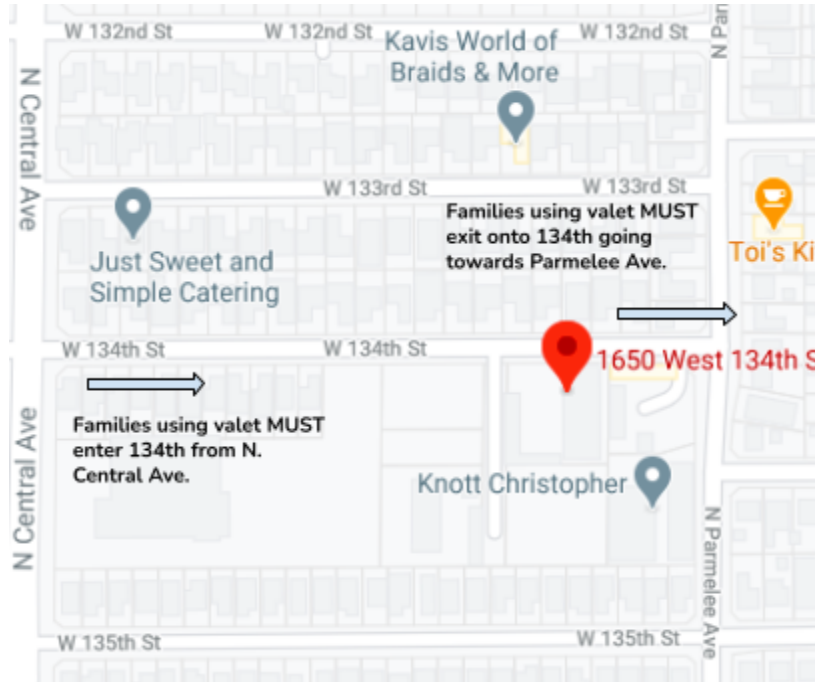 W 132nd St
W 132nd St
W 132nd St
N Pa
Kavis World of
Braids & More
N Central Ave
W 133rd St
W 133rd St
Families using valet MUST
exit onto 134th going
towards Parmelee Ave.
Just Sweet and
Simple Catering
Toi's Ki
W 134th St
W 134th St
1650 West 134th S
Families using valet MUST
enter 134th from N.
Central Ave.
N Central Ave
Knott Christopher
N Parmelee Ave
W 135th St
W 135th St